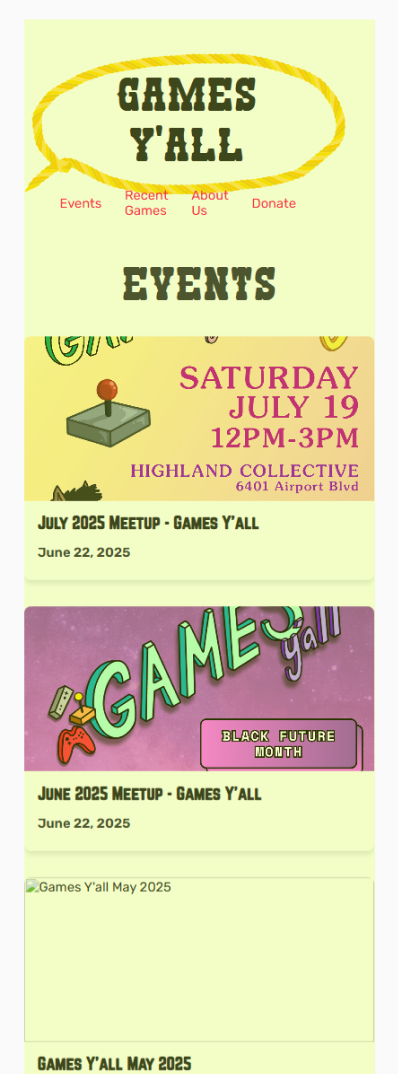 GAMES
Y'ALL
Events
Recent
Games
About
Us
Donate
EVENTS
SATURDAY
JULY 19
12PM-3PM
HIGHLAND COLLECTIVE
6401 Airport Blvd
July 2025 Meetup - Games Y'all
June 22, 2025
GAMES
y'all
BLACK FUTURE
MONTH
June 2025 Meetup - Games Y'all
June 22, 2025
Games Y'all May 2025
Games Y'all May 2025